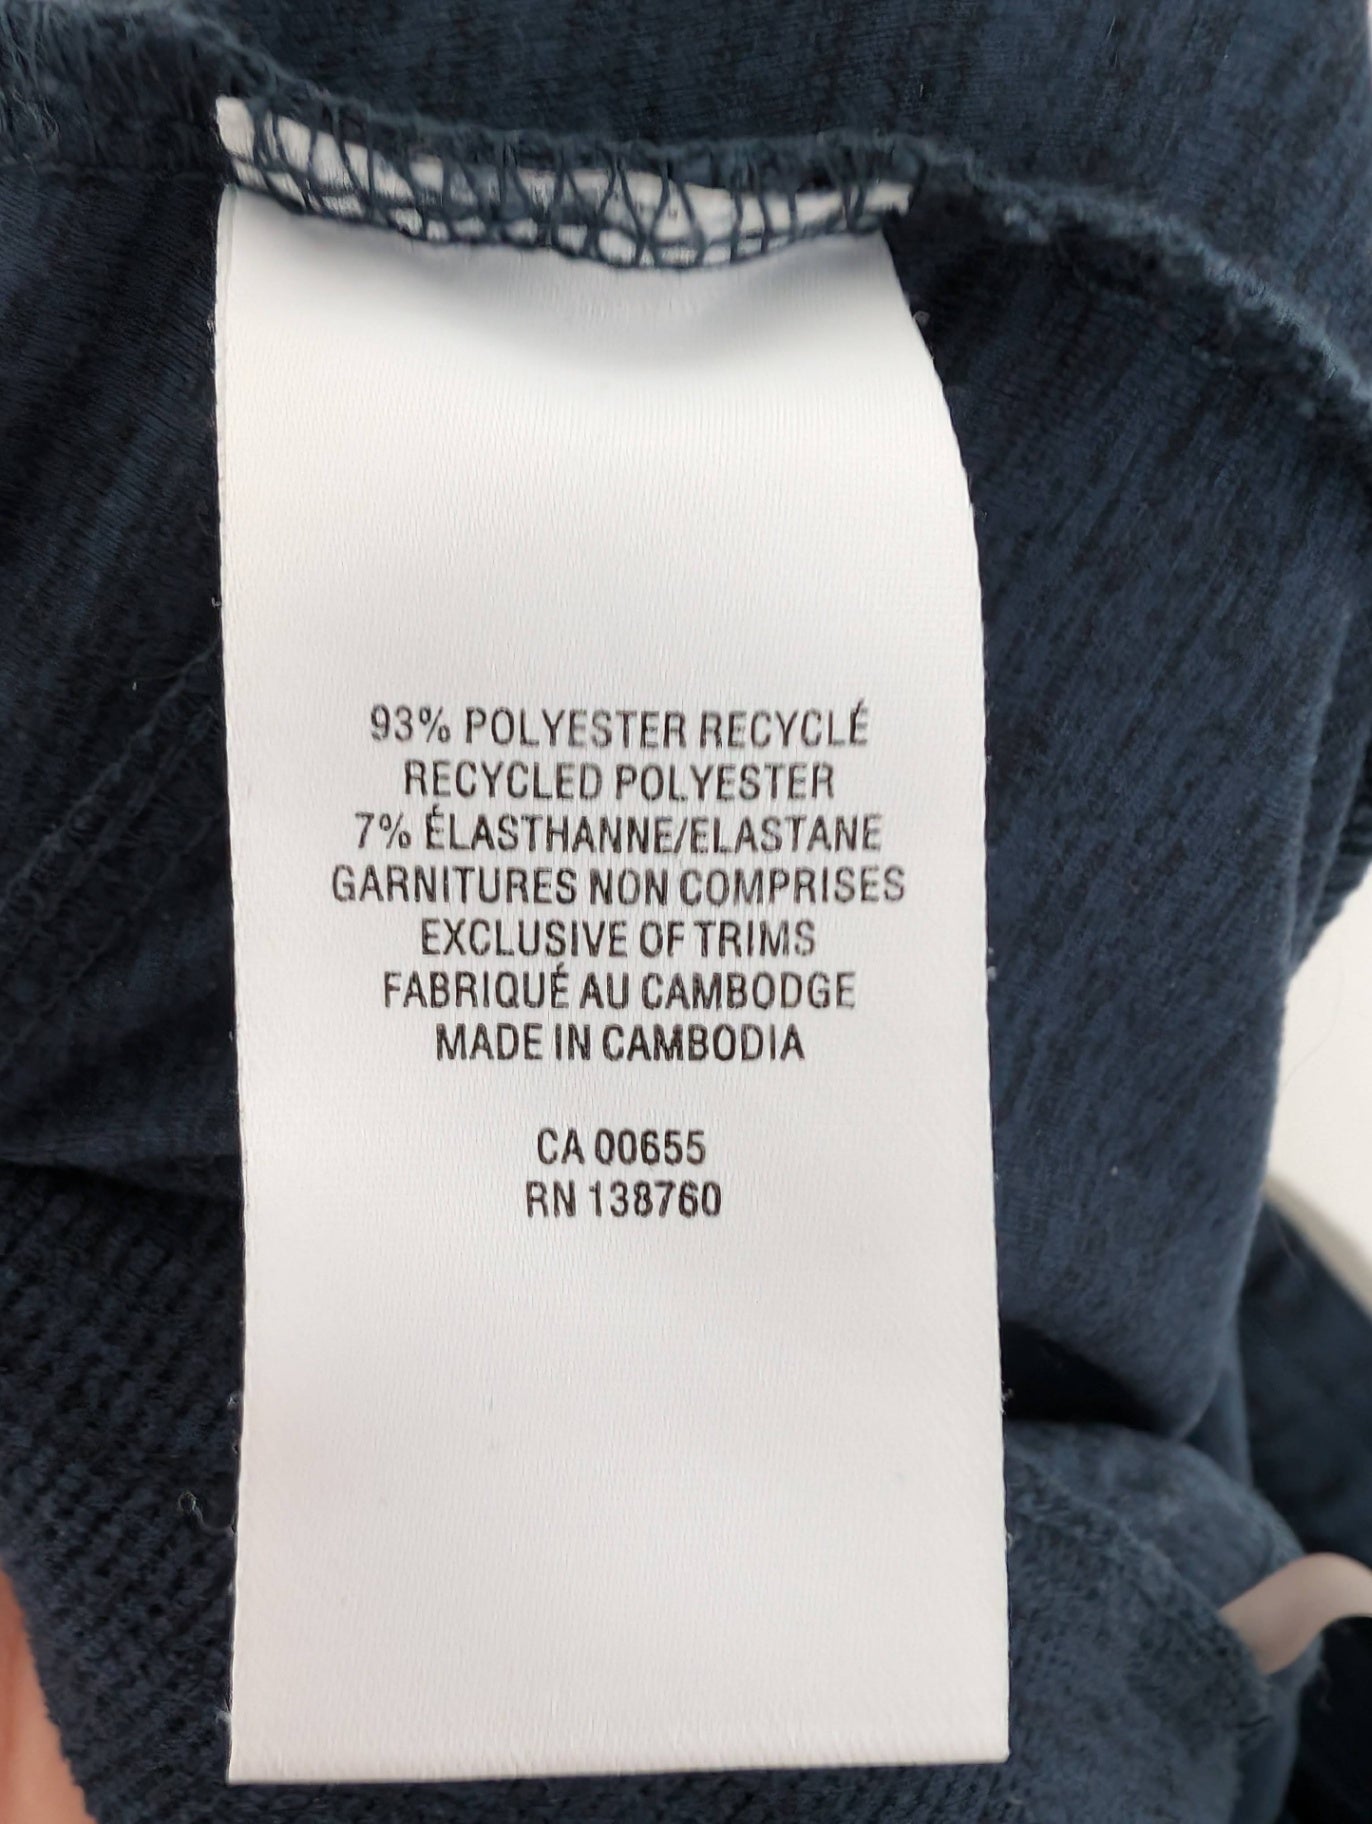 93% POLYESTER RECYCLÉ
RECYCLED POLYESTER
7% ÉLASTHANNE/ELASTANE
GARNITURES NON COMPRISES
EXCLUSIVE OF TRIMS
FABRIQUÉ AU CAMBODGE
MADE IN CAMBODIA
CA 00655
RN 138760